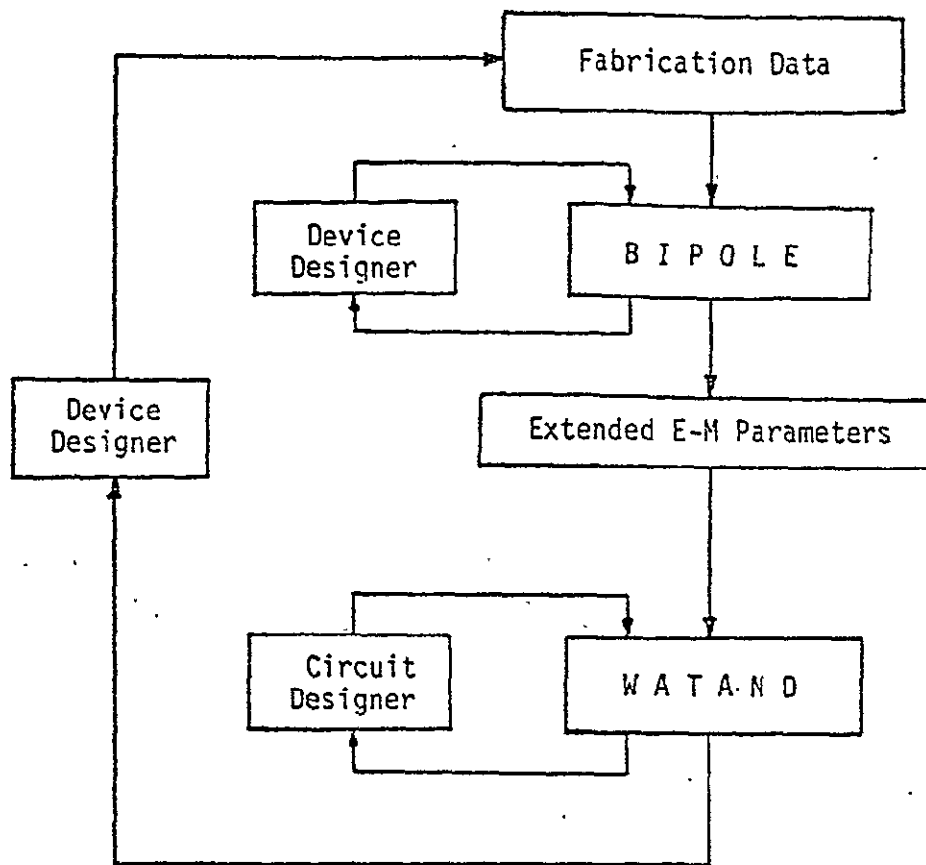 Fabrication Data
Device
Designer
B I P O L E
Device
Designer
Extended E-M Parameters
Circuit
Designer
W A T A N D